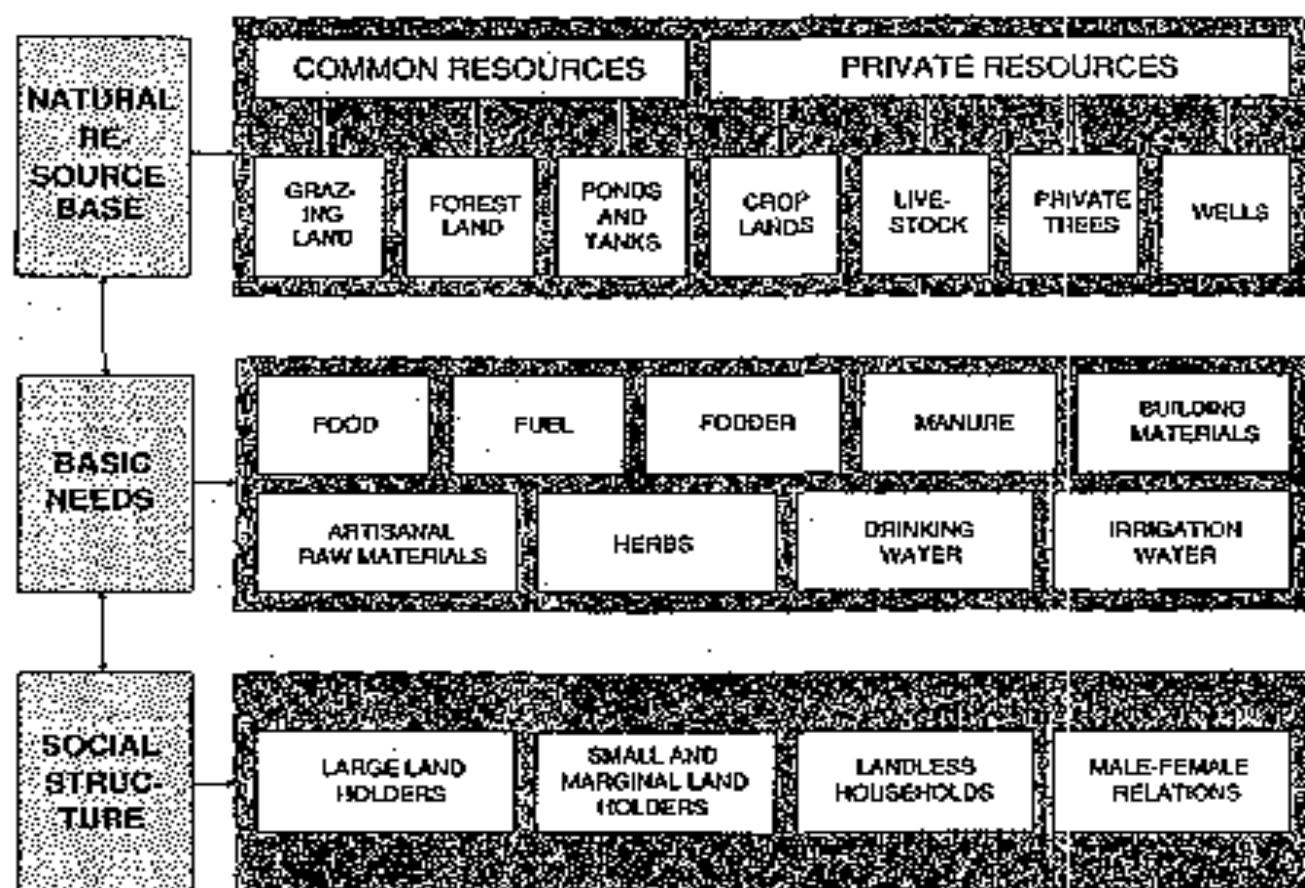 NATURAL
RE
SOURCE
BASE
COMMON RESOURCES
PRIVATE RESOURCES
GRAZ-
ING
LAND
FOREST
LAND
PONDS
AND
TANKS
CROP
LANDS
LIVE-
STOCK
PRIVATE
TREES
WELLS
BASIC
NEEDS
FOOD
FUEL
FODDER
MANURE
BUILDING
MATERIALS
ARTISANAL
RAW MATERIALS
HERBS
DRINKING
WATER
IRRIGATION
WATER
SOCIAL
STRUC-
TURE
LARGE LAND
HOLDERS
SMALL AND
MARGINAL LAND
HOLDERS
LANDLESS
HOUSEHOLDS
MALE-FEMALE
RELATIONS